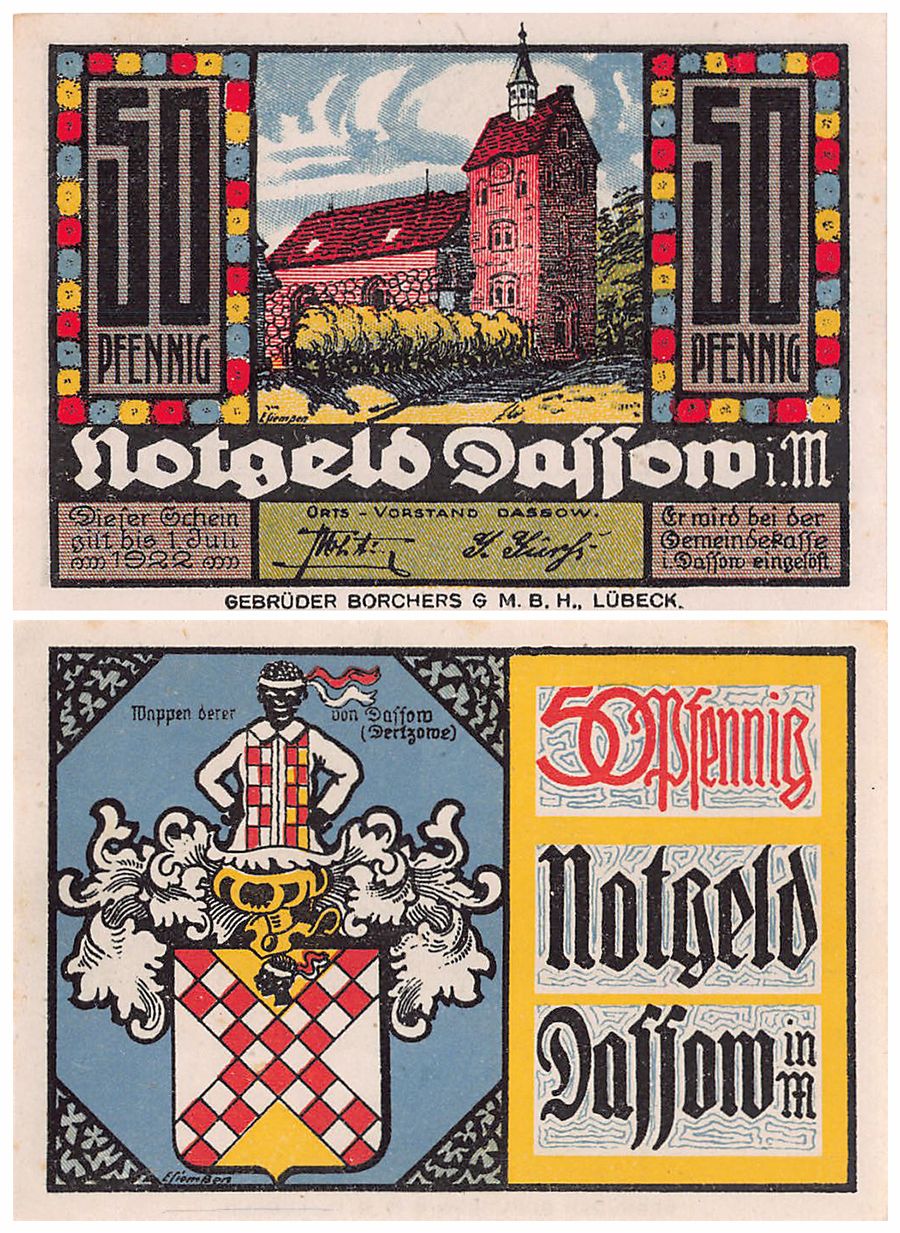 50
PFENNIG
50
PFENNIG
Notgeld Dassow i.M
Dieser Schein
gilt bis 1. Juli
1922
ORTS - VORSTAND DASSOW.
Er wird bei der
Gemeindekasse
i. Dassow eingelöst.
GEBRÜDER BORCHERS G M. B. H., LÜBECK.
Wappen derer von Dassow
(Dertzowe)
50 Pfennig
Notgeld
Dassow in M